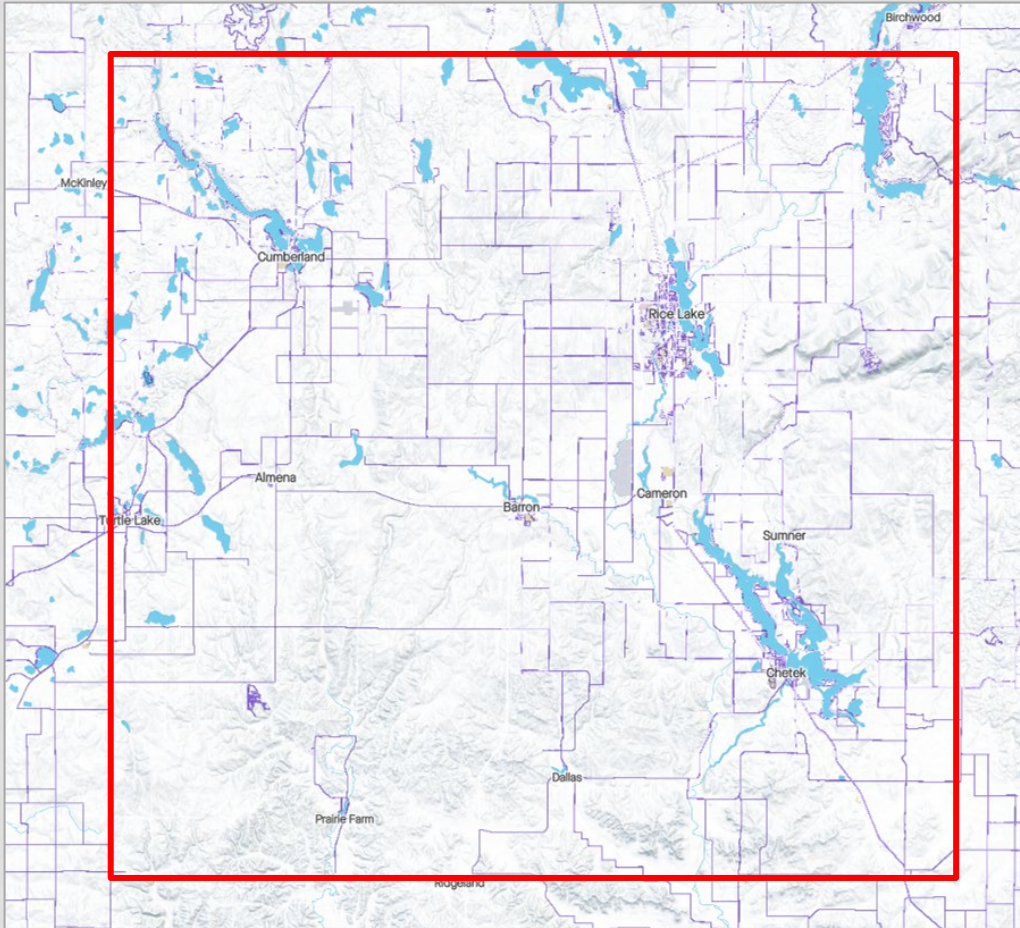 Birchwood
McKinley
Cumberland
Rice Lake
Almena
Cameron
Barron
Turtle Lake
Sumner
Chetek
Dallas
Prairie Farm
Ridgeland